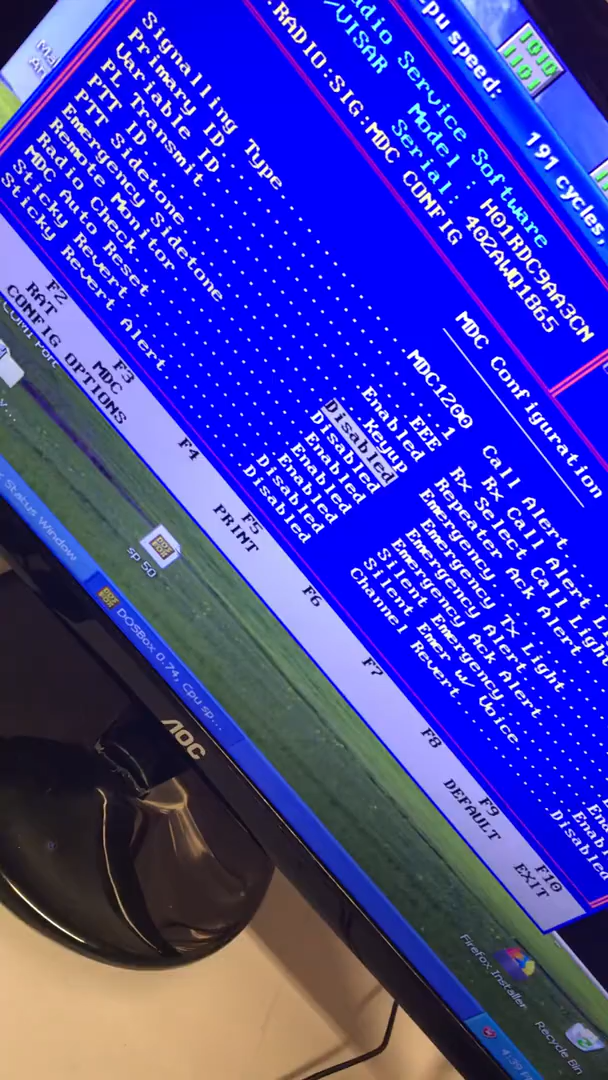 Cpu speed:
191 cycles,
Radio Service Software
/VISAR
Model :
H01RDC9AA3CN
Serial:
402AWQ1865
.RADIO:SIG:MDC CONFIG
MDC Configuration
Signalling Type
Primary ID
Variable ID
PL Transmit
PTT ID
PTT Sidetone
Emergency Sidetone
Remote Monitor
Radio Check
MDC Auto Reset
Sticky Revert
Sticky Revert Alert
MDC1200
1
EEE
Enabled
Keyup
Disabled
Disabled
Enabled
Enabled
Enabled
Disabled
Disabled
Call Alert
Rx Call Alert
Rx Select Call Light
Repeater Ack Alert
Emergency
Emergency Tx Light
Emergency Alert
Emergency Ack Alert
Silent Emergency
Silent Emer w/ Voice
Channel Revert
Disabled
F2
RAT
CONFIG
F3
MDC
OPTIONS
F4
F5
PRINT
F6
F7
F8
F9
DEFAULT
F10
EXIT
Status Window
sp 50
DOSBox 0.74, Cpu sp...
AOC
Firefox Installer
Recycle Bin
4:39